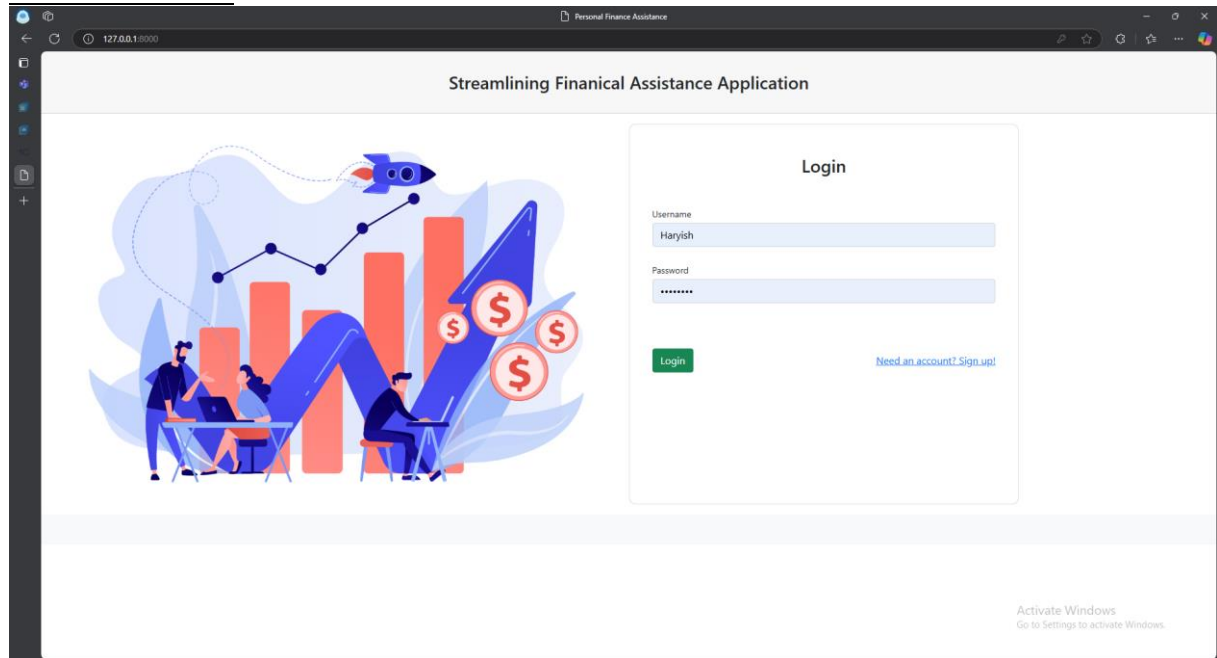 Personal Finance Assistance
127.0.0.1:8000
Streamlining Finanical Assistance Application
Login
Username
Haryish
Password
••••••••
Login Need an account? Sign up!
$
$
$
$
Activate Windows
Go to Settings to activate Windows.